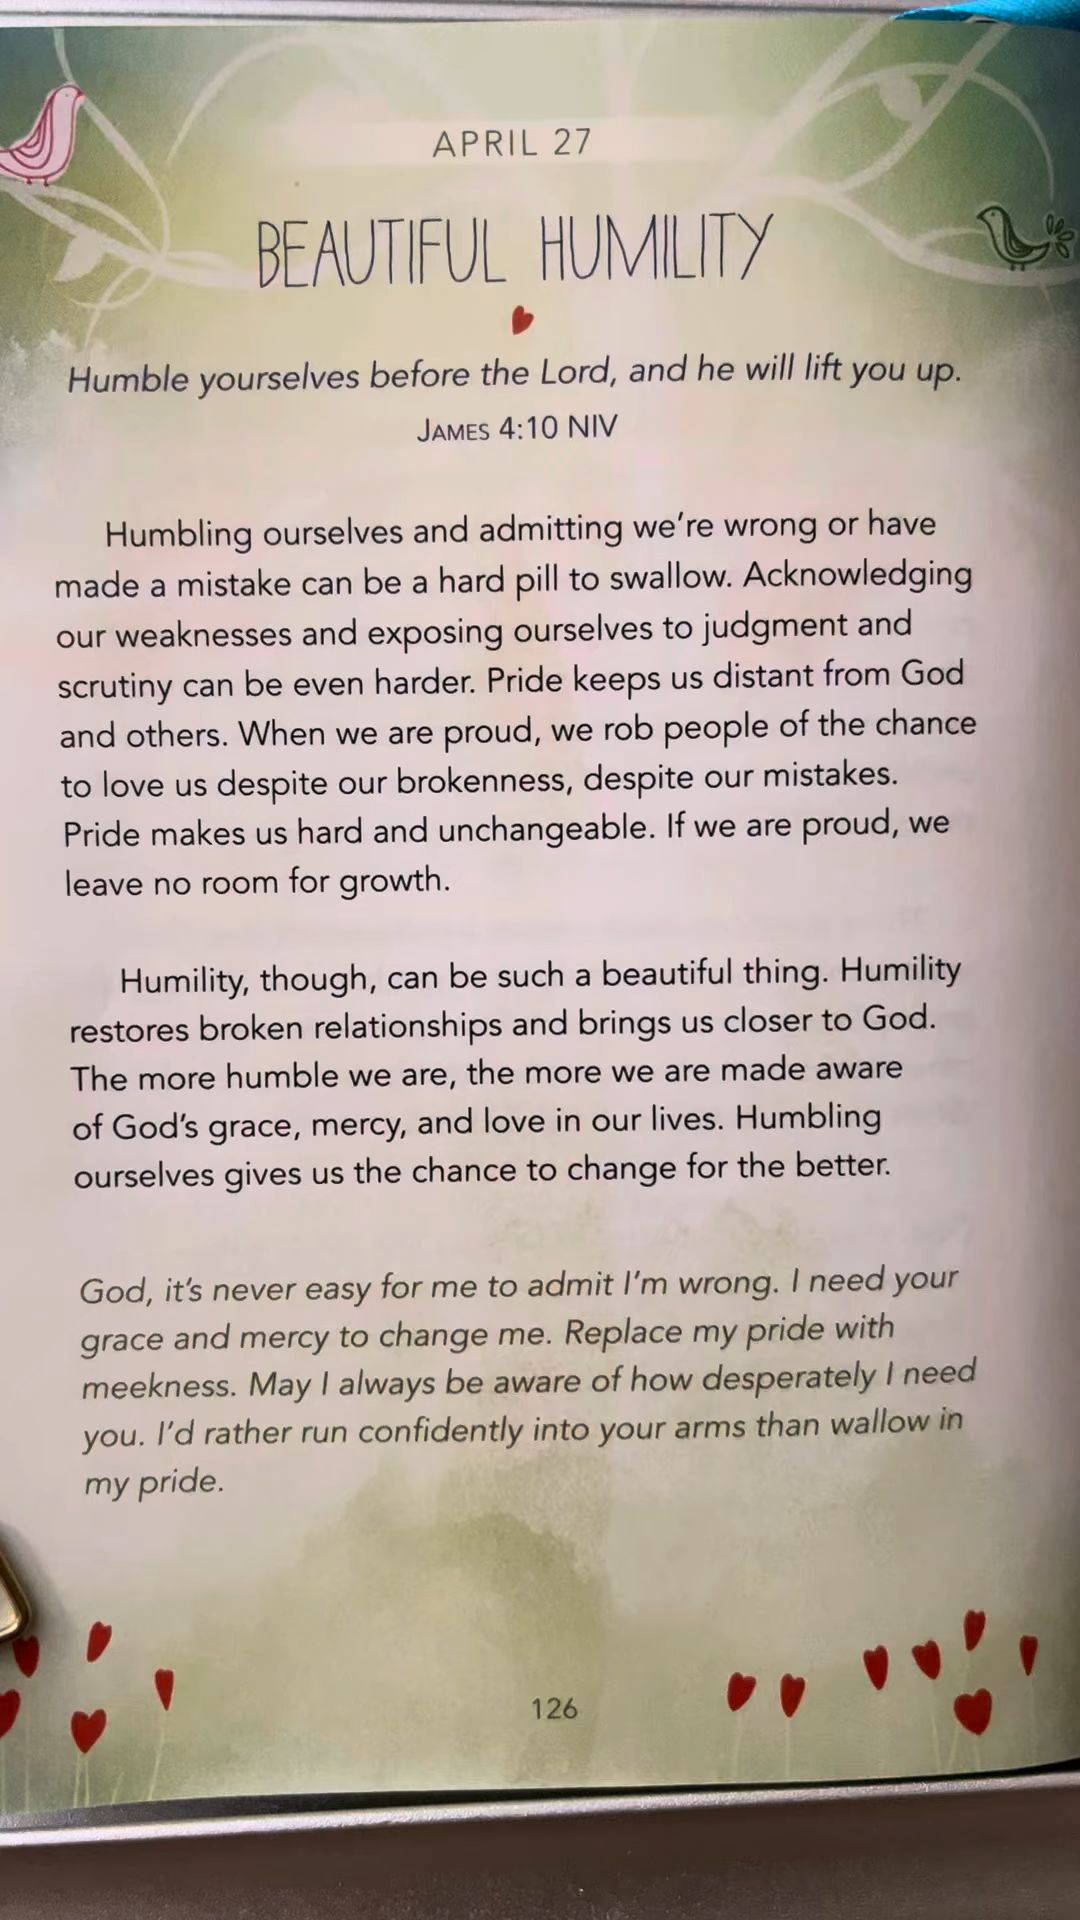 APRIL 27
BEAUTIFUL HUMILITY
Humble yourselves before the Lord, and he will lift you up.
JAMES 4:10 NIV
Humbling ourselves and admitting we're wrong or have
made a mistake can be a hard pill to swallow. Acknowledging
our weaknesses and exposing ourselves to judgment and
scrutiny can be even harder. Pride keeps us distant from God
and others. When we are proud, we rob people of the chance
to love us despite our brokenness, despite our mistakes.
Pride makes us hard and unchangeable. If we are proud, we
leave no room for growth.
Humility, though, can be such a beautiful thing. Humility
restores broken relationships and brings us closer to God.
The more humble we are, the more we are made aware
of God's grace, mercy, and love in our lives. Humbling
ourselves gives us the chance to change for the better.
God, it's never easy for me to admit I'm wrong. I need your
grace and mercy to change me. Replace my pride with
meekness. May I always be aware of how desperately I need
you. I'd rather run confidently into your arms than wallow in
my pride.
126